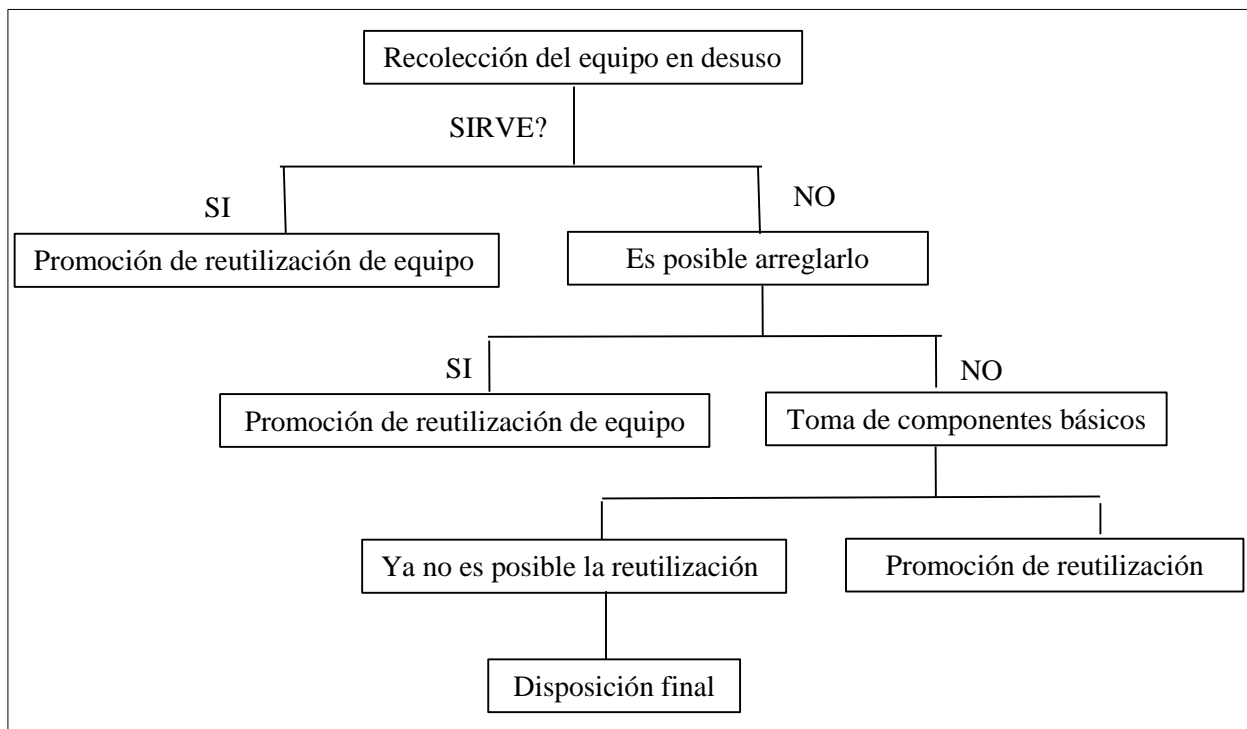 Recolección del equipo en desuso
SIRVE?
SI
NO
Promoción de reutilización de equipo
Es posible arreglarlo
SI
NO
Promoción de reutilización de equipo
Toma de componentes básicos
Ya no es posible la reutilización
Promoción de reutilización
Disposición final